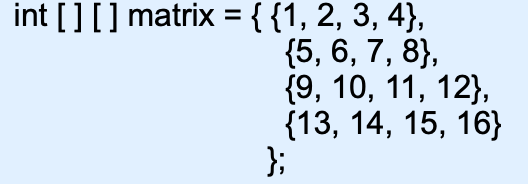 int [ ] [ ] matrix = { {1, 2, 3, 4},
{5, 6, 7, 8},
{9, 10, 11, 12},
{13, 14, 15, 16}
};